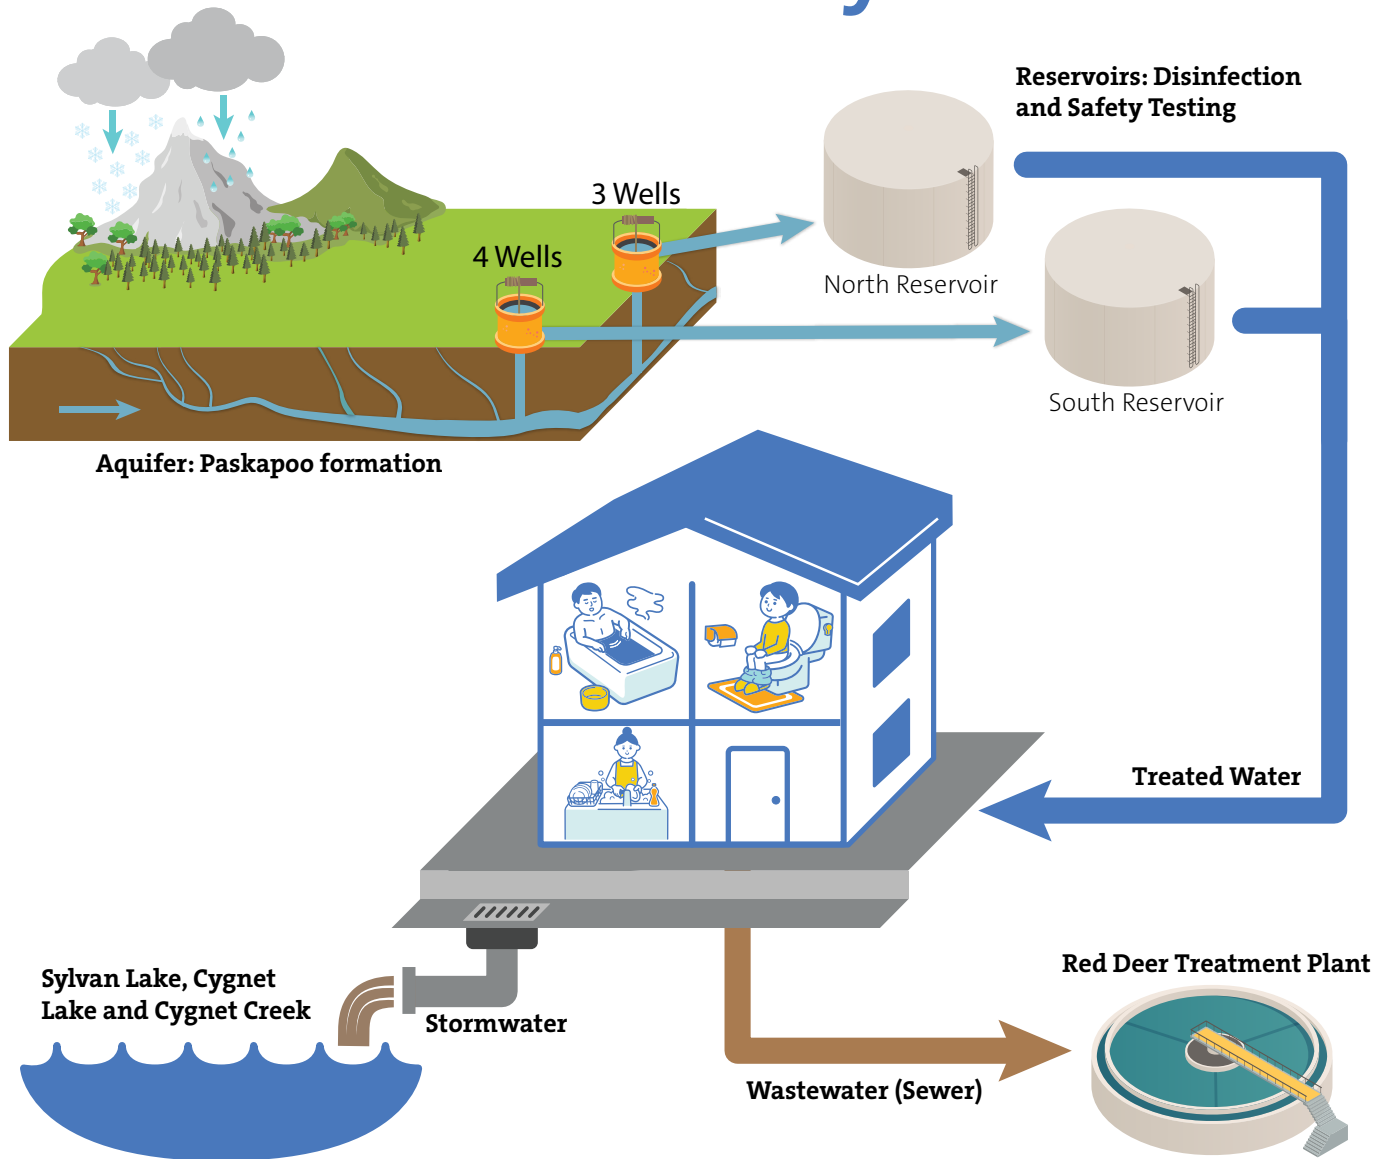 Reservoirs: Disinfection
and Safety Testing
3 Wells
4 Wells
North Reservoir
South Reservoir
Aquifer: Paskapoo formation
Treated Water
Sylvan Lake, Cygnet
Lake and Cygnet Creek
Stormwater
Red Deer Treatment Plant
Wastewater (Sewer)